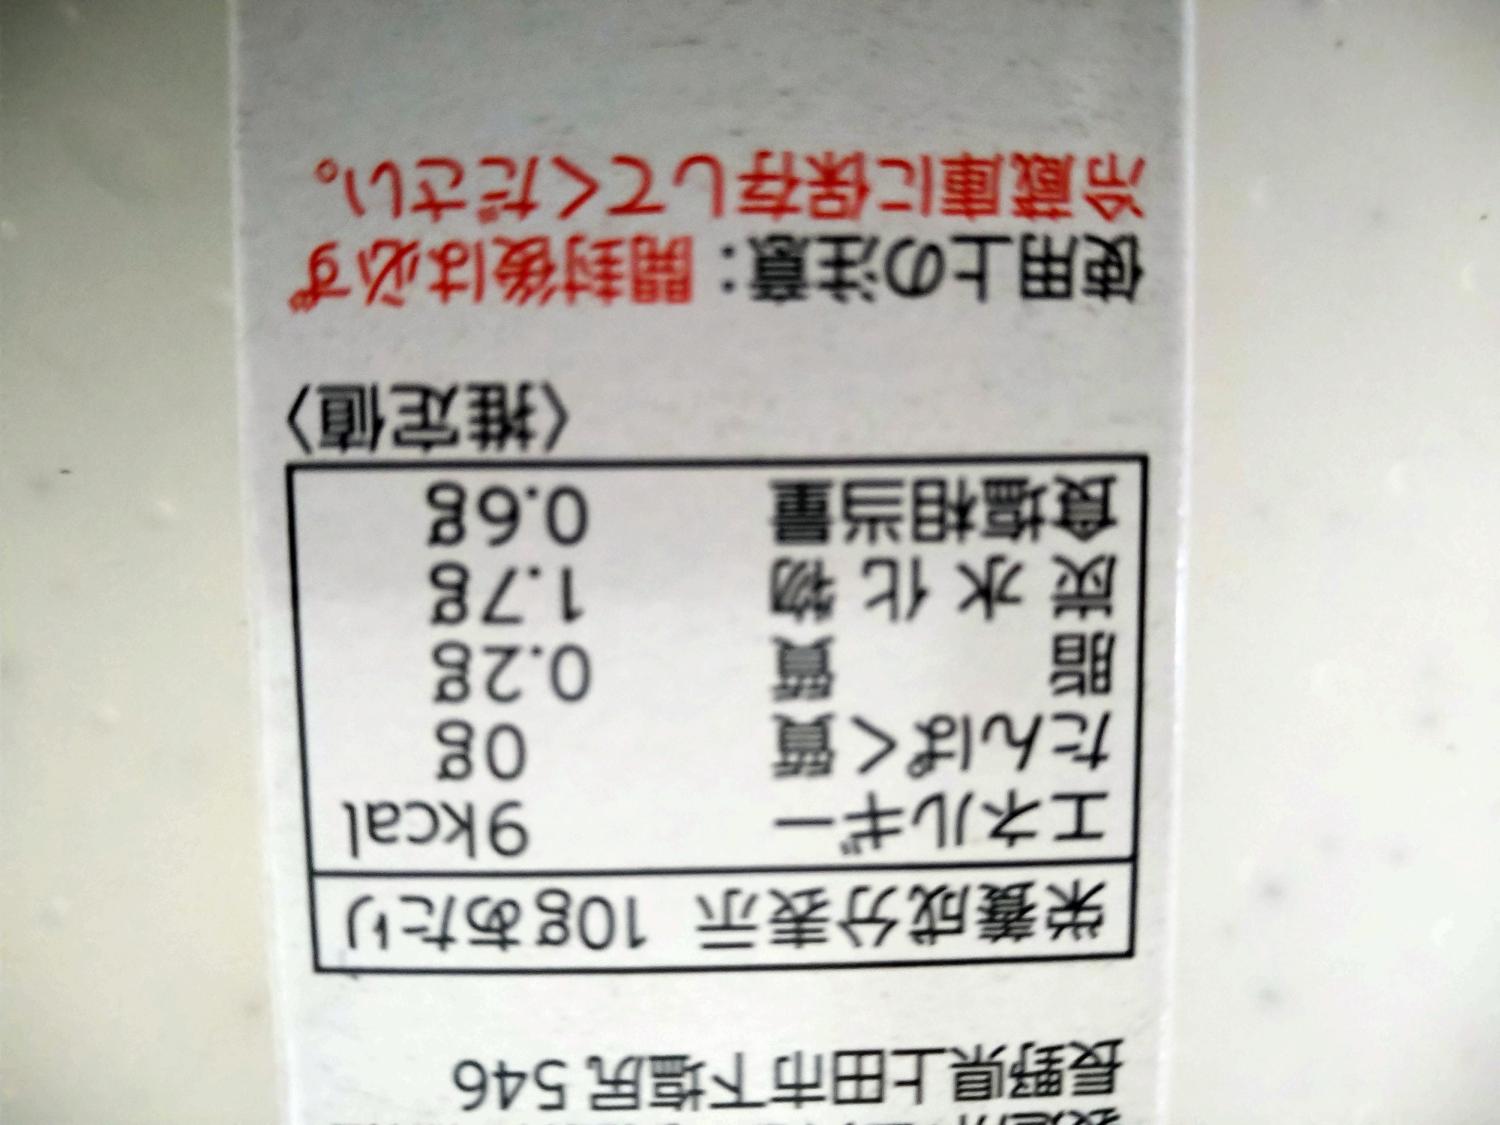 長野県上田市下塩尻 546
栄養成分表示 10gあたり
エネルギー 9kcal
たんぱく質 0g
脂質 0.2g
炭水化物 1.7g
食塩相当量 0.6g
〈推定値〉
使用上の注意：開封後は必ず
冷蔵庫に保存してください。